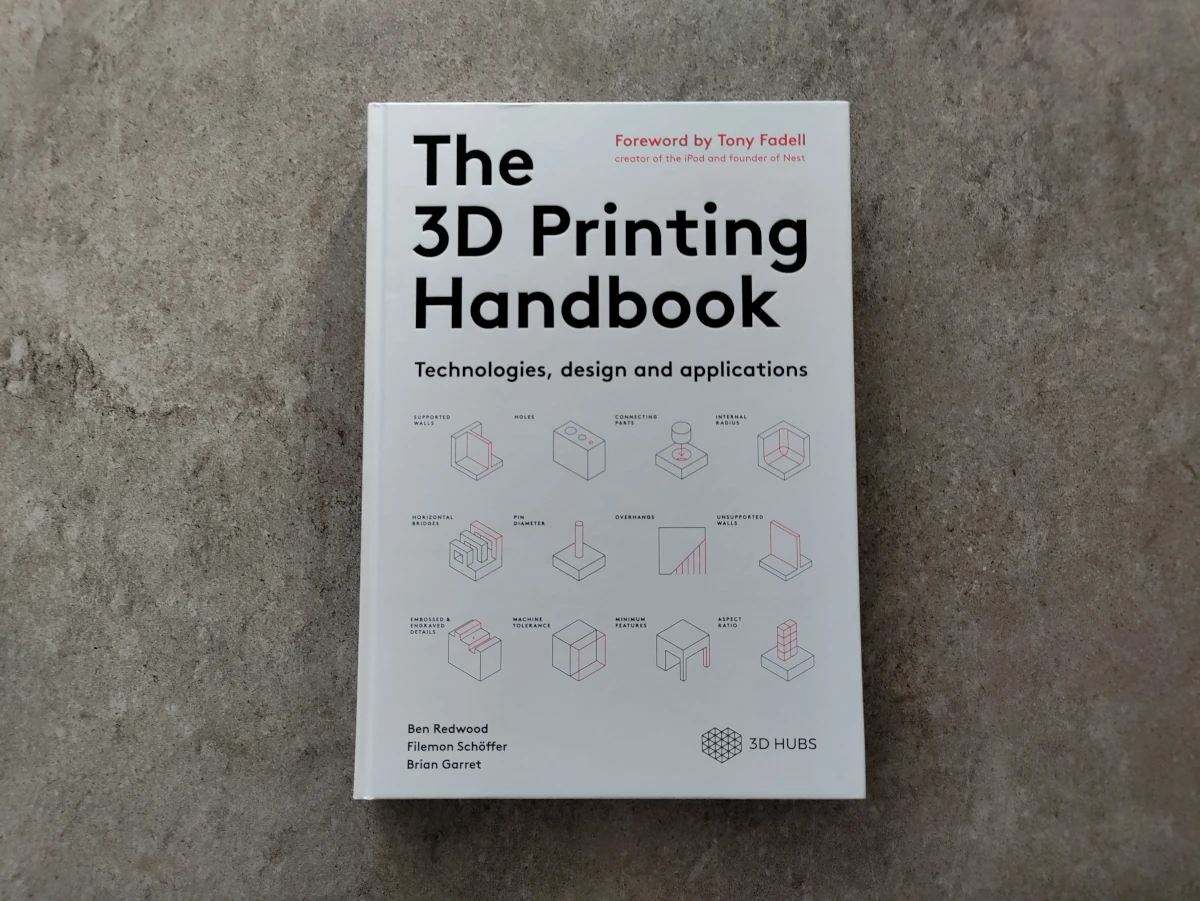 The
3D Printing
Handbook
Foreword by Tony Fadell
creator of the iPod and founder of Nest
Technologies, design and applications
SUPPORTED
WALLS
HOLES
CONNECTING
PARTS
INTERNAL
RADIUS
HORIZONTAL
BRIDGES
PIN
DIAMETER
OVERHANGS
UNSUPPORTED
WALLS
EMBOSSED &
ENGRAVED
DETAILS
MACHINE
TOLERANCE
MINIMUM
FEATURES
ASPECT
RATIO
Ben Redwood
Filemon Schöffer
Brian Garret
3D HUBS